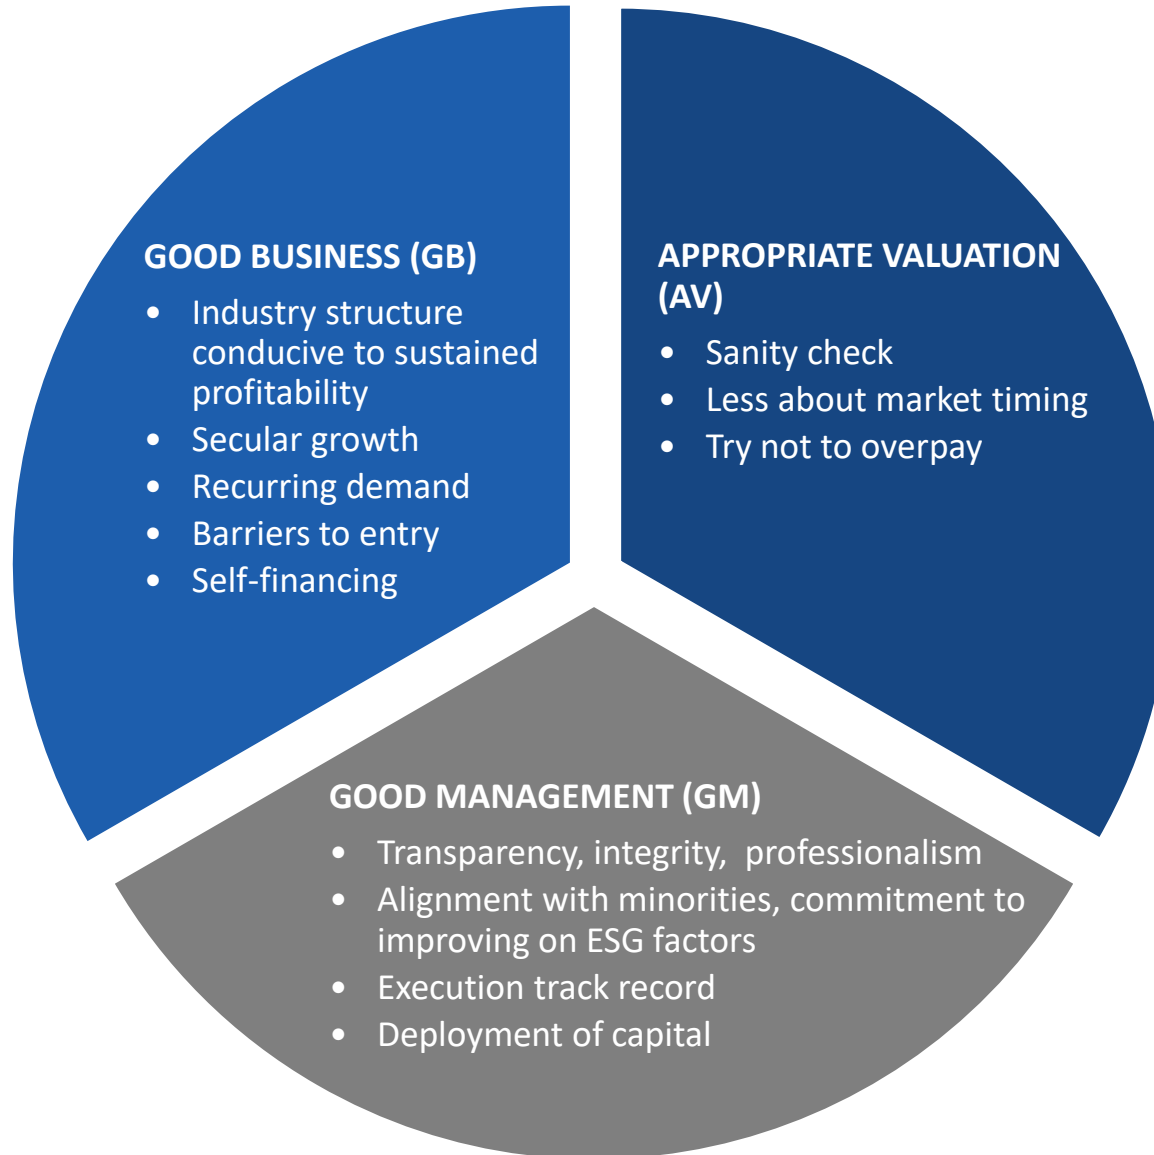 GOOD BUSINESS (GB)
• Industry structure
conducive to sustained
profitability
• Secular growth
• Recurring demand
• Barriers to entry
• Self-financing
APPROPRIATE VALUATION
(AV)
• Sanity check
• Less about market timing
• Try not to overpay
GOOD MANAGEMENT (GM)
• Transparency, integrity,  professionalism
• Alignment with minorities, commitment to
improving on ESG factors
• Execution track record
• Deployment of capital